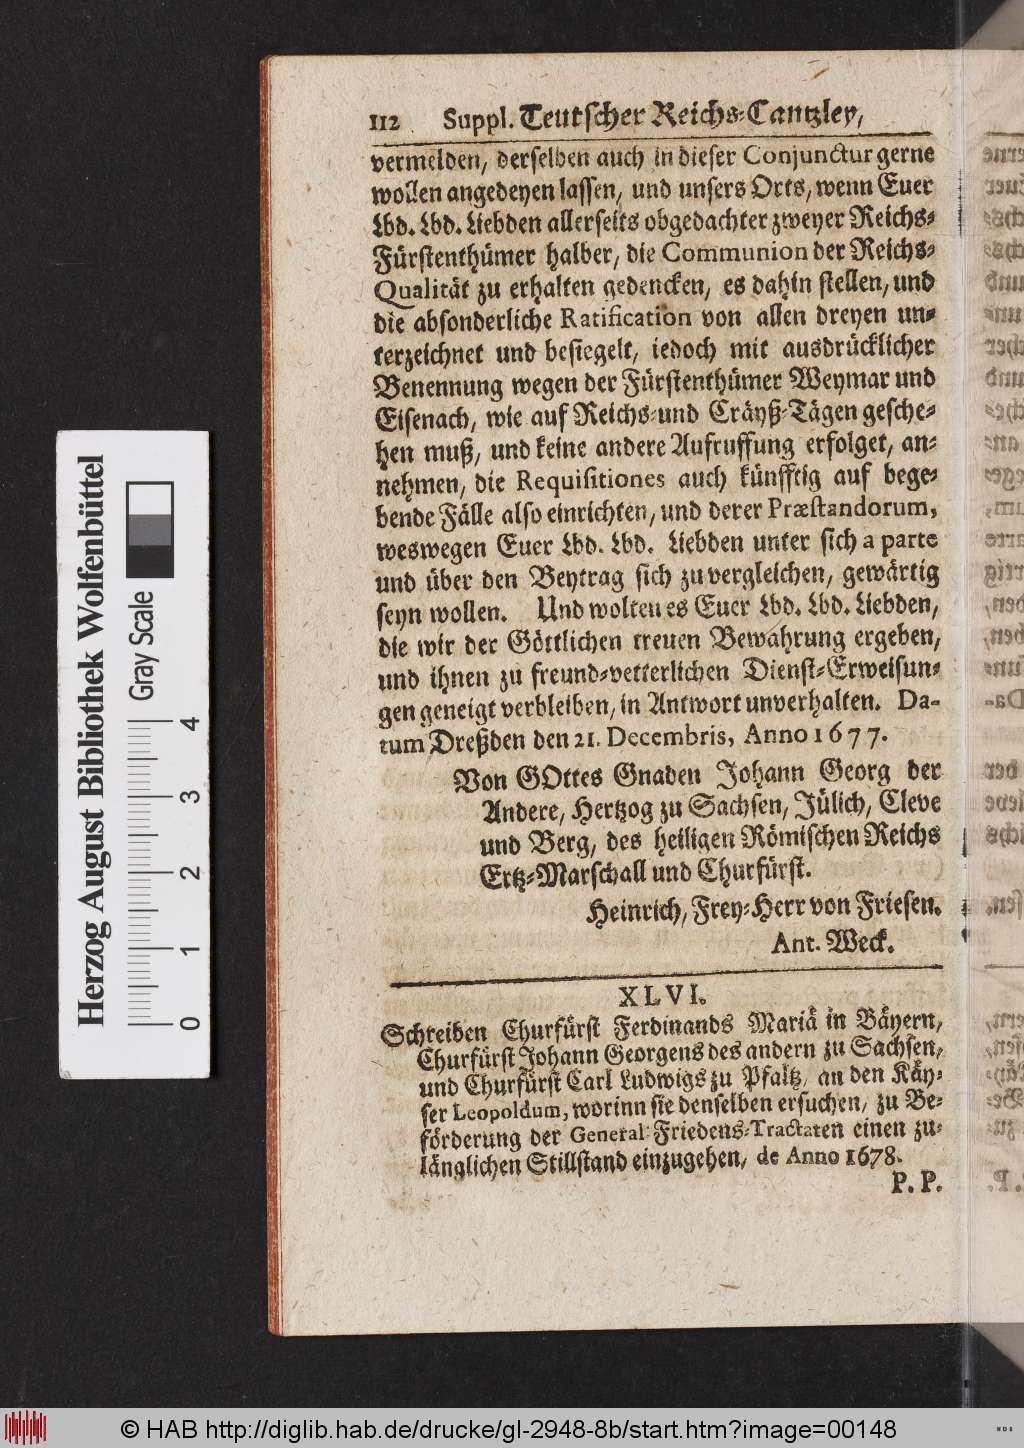 112 Suppl. Teutscher Reichs-Cantzley,
vermelden, derselben auch in dieser Conjunctur gerne
wollen angedeyen lassen, und unsers Orts, wenn Euer
Lbd. Lbd. Liebden allerseits obgedachter zweyer Reichs-
Fürstenthümer halber, die Communion der Reichs-
Qualität zu erhalten gedencken, es dahin stellen, und
die absonderliche Ratification von allen dreyen un-
terzeichnet und besiegelt, iedoch mit ausdrücklicher
Benennung wegen der Fürstenthümer Weymar und
Eisenach, wie auf Reichs- und Cräyß-Tägen gesche-
hen muß, und keine andere Aufruffung erfolget, an-
nehmen, die Requisitiones auch künfftig auf bege-
bende Fälle also einrichten, und derer Præstandorum,
weswegen Euer Lbd. Lbd. Liebden unter sich a parte
und über den Beytrag sich zu vergleichen, gewärtig
seyn wollen. Und wolten es Euer Lbd. Lbd. Liebden,
die wir der Göttlichen treuen Bewahrung ergeben,
und ihnen zu freund-vetterlichen Dienst-Erweisun-
gen geneigt verbleiben, in Antwort unverhalten. Da-
tum Dreßden den 21. Decembris, Anno 1677.
Von GOttes Gnaden Johann Georg der
Andere, Hertzog zu Sachsen, Jülich, Cleve
und Berg, des heiligen Römischen Reichs
Ertz-Marschall und Churfürst.
Heinrich, Frey-Herr von Friesen.
Ant. Weck.
XLVI.
Schreiben Churfürst Ferdinands Mariä in Bäyern,
Churfürst Johann Georgens des andern zu Sachsen,
und Churfürst Carl Ludwigs zu Pfaltz, an den Käy-
ser Leopoldum, worinn sie denselben ersuchen, zu Be-
förderung der General Friedens-Tractaten einen zu-
länglichen Stillstand einzugehen, de Anno 1678.
P. P.
Herzog August Bibliothek Wolfenbüttel
Gray Scale
0 1 2 3 4
© HAB http://diglib.hab.de/drucke/gl-2948-8b/start.htm?image=00148